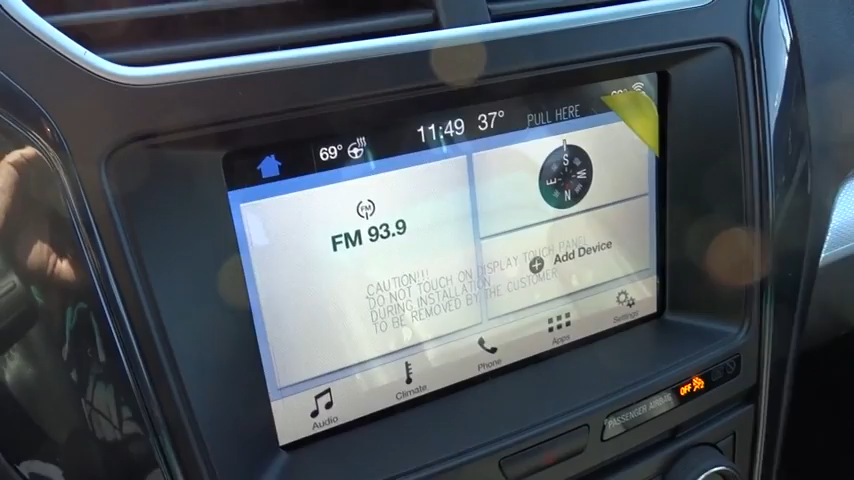 69° 11:49 37° PULL HERE
FM
FM 93.9
S
E W
N
Add Device
CAUTION!!!
DO NOT TOUCH ON DISPLAY TOUCH PANEL
DURING INSTALLATION
TO BE REMOVED BY THE CUSTOMER
Audio Climate Phone Apps Settings
PASSENGER AIRBAG OFF